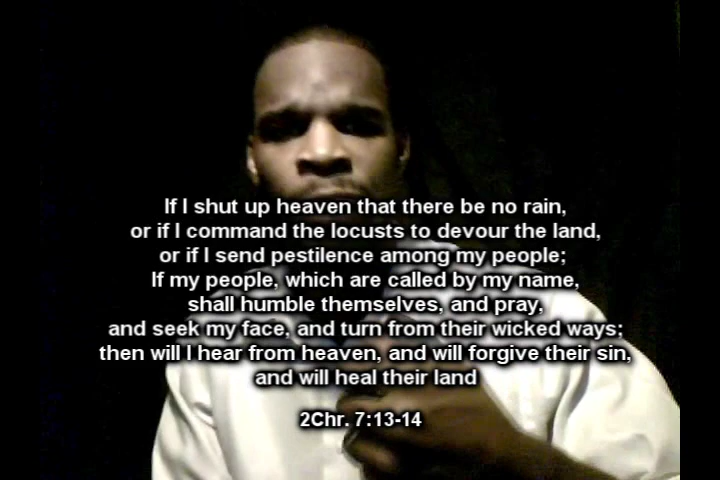 If I shut up heaven that there be no rain,
or if I command the locusts to devour the land,
or if I send pestilence among my people;
If my people, which are called by my name,
shall humble themselves, and pray,
and seek my face, and turn from their wicked ways;
then will I hear from heaven, and will forgive their sin,
and will heal their land
2Chr. 7:13-14